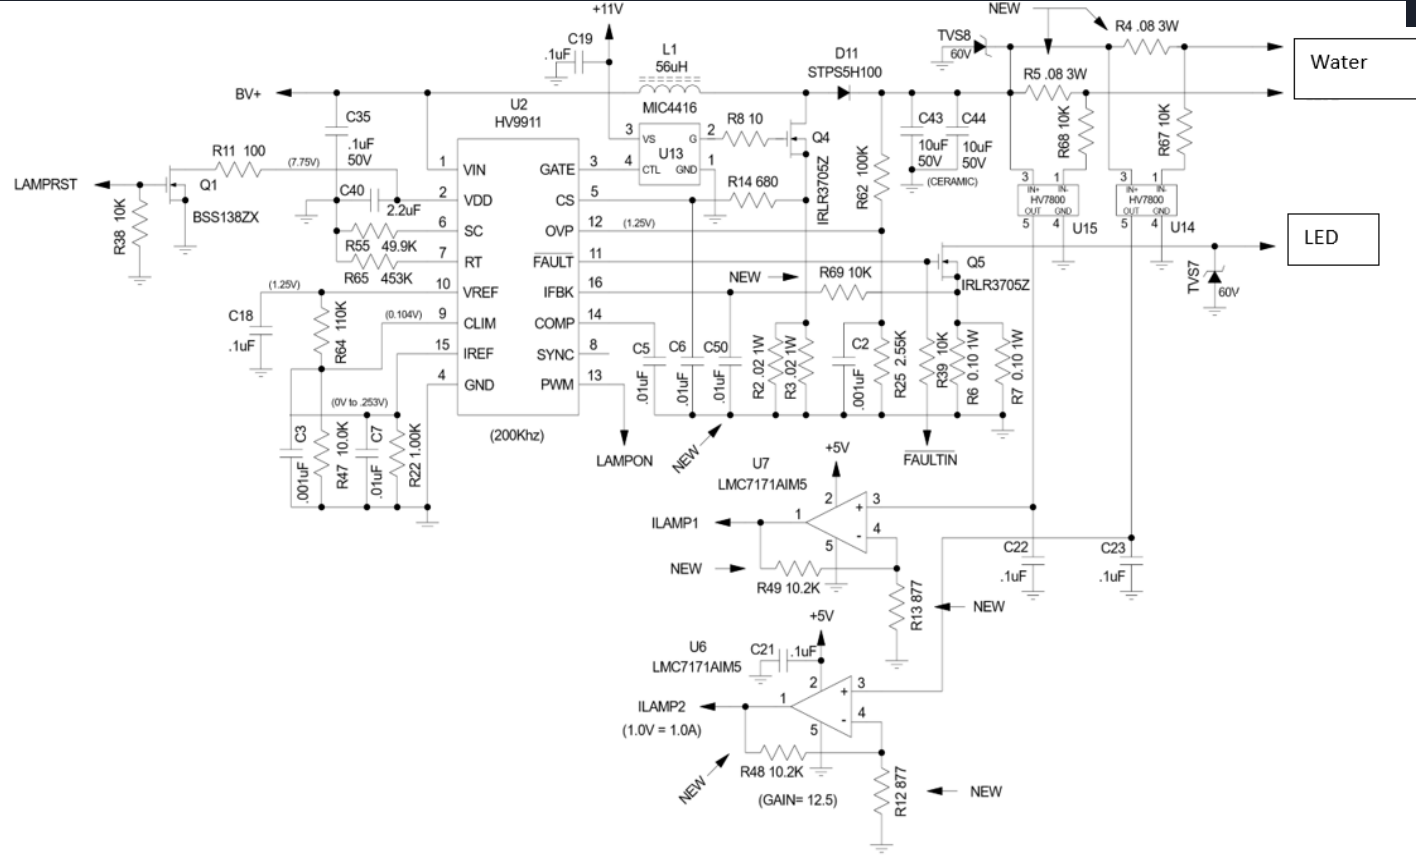 +11V
NEW
R4 .08 3W
C19
.1uF
L1
56uH
D11
STPS5H100
TVS8
60V
Water
R5 .08 3W
BV+
U2
HV9911
MIC4416
C35
.1uF
50V
3 VS G 2
R8 10
Q4
C43
10uF
50V
C44
10uF
50V
(CERAMIC)
R68 10K
R67 10K
U13
4 CTL GND 1
R11 100
(7.75V)
1 VIN
GATE 3
IRLR3705Z
R62 100K
3 1
IN+ IN-
HV7800
OUT GND
5 4
U15
3 1
IN+ IN-
HV7800
OUT GND
5 4
U14
LAMPRST
Q1
BSS138ZX
R38 10K
C40
2.2uF
2 VDD
CS 5
R14 680
6 SC
OVP 12
(1.25V)
R55 49.9K
7 RT
FAULT 11
Q5
IRLR3705Z
LED
R65 453K
TVS7
60V
(1.25V)
10 VREF
IFBK 16
NEW
R69 10K
C18
.1uF
R64 110K
(0.104V)
9 CLIM
COMP 14
15 IREF
SYNC 8
4 GND
PWM 13
C5
.01uF
C6
.01uF
C50
.01uF
R2 .02 1W
R3 .02 1W
C2
.001uF
R25 2.55K
R39 10K
R6 0.10 1W
R7 0.10 1W
(0V to .253V)
C3
.001uF
R47 10.0K
C7
.01uF
R22 1.00K
(200Khz)
LAMPON
NEW
FAULTIN
+5V
U7
LMC7171AIM5
2
3
+
ILAMP1
1
4
-
5
C22
.1uF
C23
.1uF
NEW
R49 10.2K
R13 877
NEW
+5V
U6
LMC7171AIM5
C21
.1uF
2
3
+
ILAMP2
(1.0V = 1.0A)
1
4
-
5
NEW
R48 10.2K
(GAIN= 12.5)
R12 877
NEW